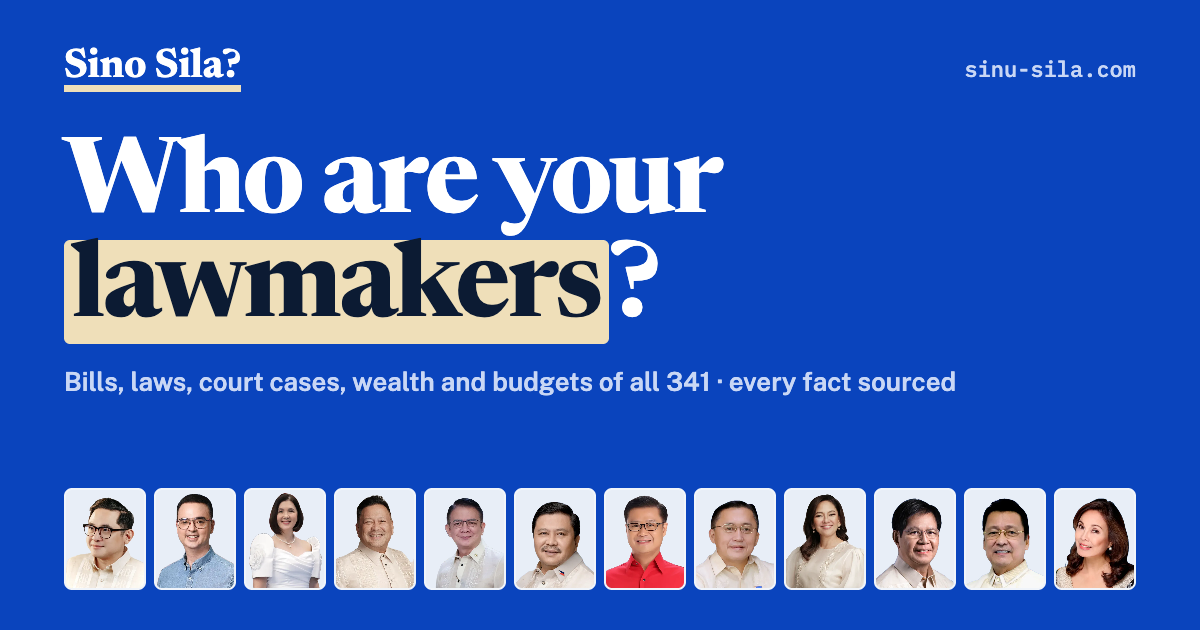 Sino Sila?
sinu-sila.com
Who are your
lawmakers?
Bills, laws, court cases, wealth and budgets of all 341 · every fact sourced